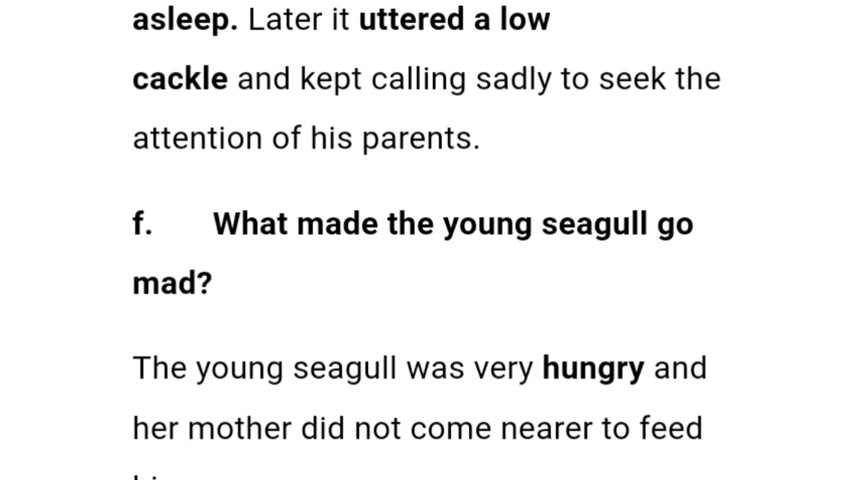 asleep. Later it uttered a low
cackle and kept calling sadly to seek the
attention of his parents.
f. What made the young seagull go
mad?
The young seagull was very hungry and
her mother did not come nearer to feed